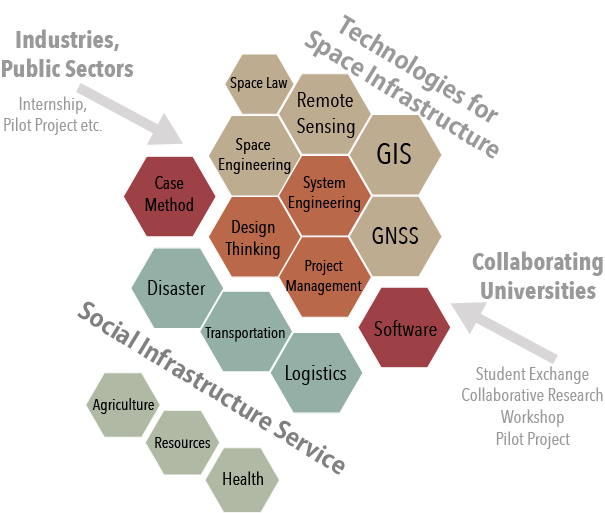 Industries,
Public Sectors
Internship,
Pilot Project etc.
Technologies for
Space Infrastructure
Space Law
Remote
Sensing
Space
Engineering
GIS
Case
Method
System
Engineering
Design
Thinking
GNSS
Project
Management
Disaster
Transportation
Logistics
Software
Collaborating
Universities
Student Exchange
Collaborative Research
Workshop
Pilot Project
Social Infrastructure Service
Agriculture
Resources
Health